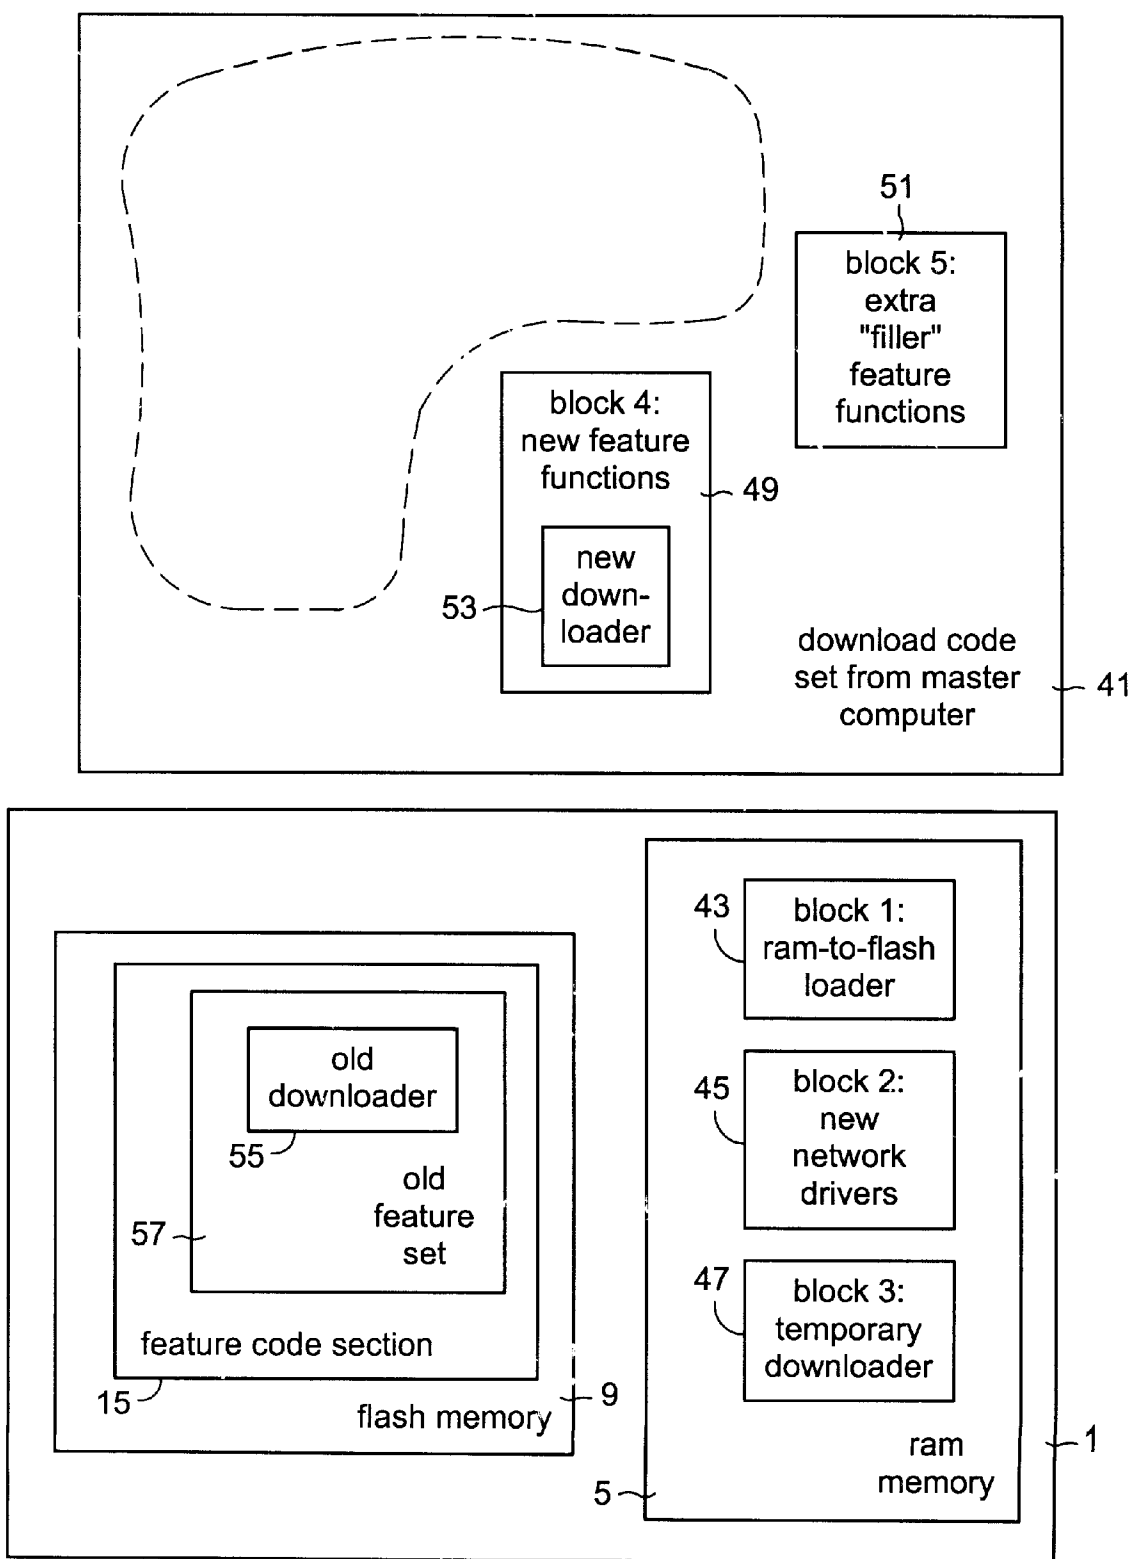 51
block 5:
extra
"filler"
feature
functions
block 4:
new feature
functions
49
new
down-
loader
53
download code
set from master
computer
41
43
block 1:
ram-to-flash
loader
old
downloader
55
45
block 2:
new
network
drivers
old
feature
set
57
47
block 3:
temporary
downloader
feature code section
15
9
flash memory
ram
memory
1
5